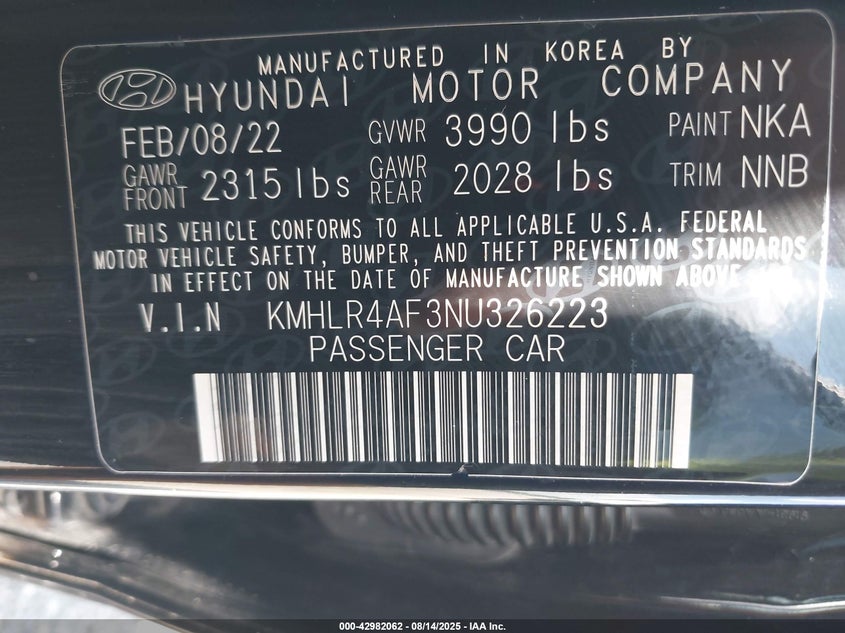 MANUFACTURED IN KOREA BY
HYUNDAI MOTOR COMPANY
FEB/08/22 GVWR 3990 lbs PAINT NKA
GAWR FRONT 2315 lbs GAWR REAR 2028 lbs TRIM NNB
THIS VEHICLE CONFORMS TO ALL APPLICABLE U.S.A. FEDERAL
MOTOR VEHICLE SAFETY, BUMPER, AND THEFT PREVENTION STANDARDS
IN EFFECT ON THE DATE OF MANUFACTURE SHOWN ABOVE.
V.I.N KMHLR4AF3NU326223
PASSENGER CAR
000-42982062 - 08/14/2025 - IAA Inc.